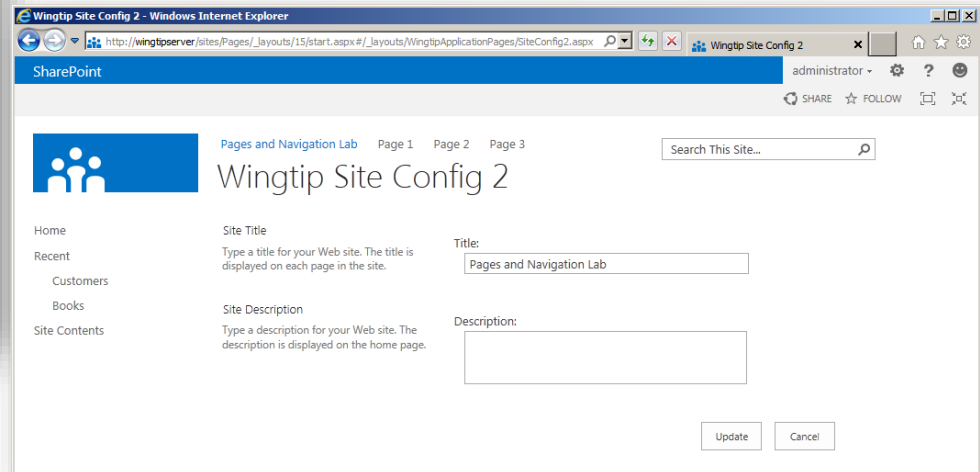 Wingtip Site Config 2 - Windows Internet Explorer
http://wingtipserver/sites/Pages/_layouts/15/start.aspx#/_layouts/WingtipApplicationPages/SiteConfig2.aspx
Wingtip Site Config 2
SharePoint
administrator
SHARE FOLLOW
Pages and Navigation Lab Page 1 Page 2 Page 3
Search This Site...
Wingtip Site Config 2
Home
Recent
Customers
Books
Site Contents
Site Title
Type a title for your Web site. The title is
displayed on each page in the site.
Title:
Pages and Navigation Lab
Site Description
Type a description for your Web site. The
description is displayed on the home page.
Description:
Update
Cancel